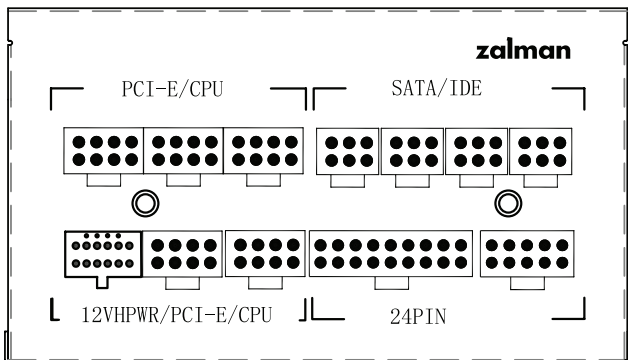 zalman
PCI-E/CPU
SATA/IDE
12VHPWR/PCI-E/CPU
24PIN